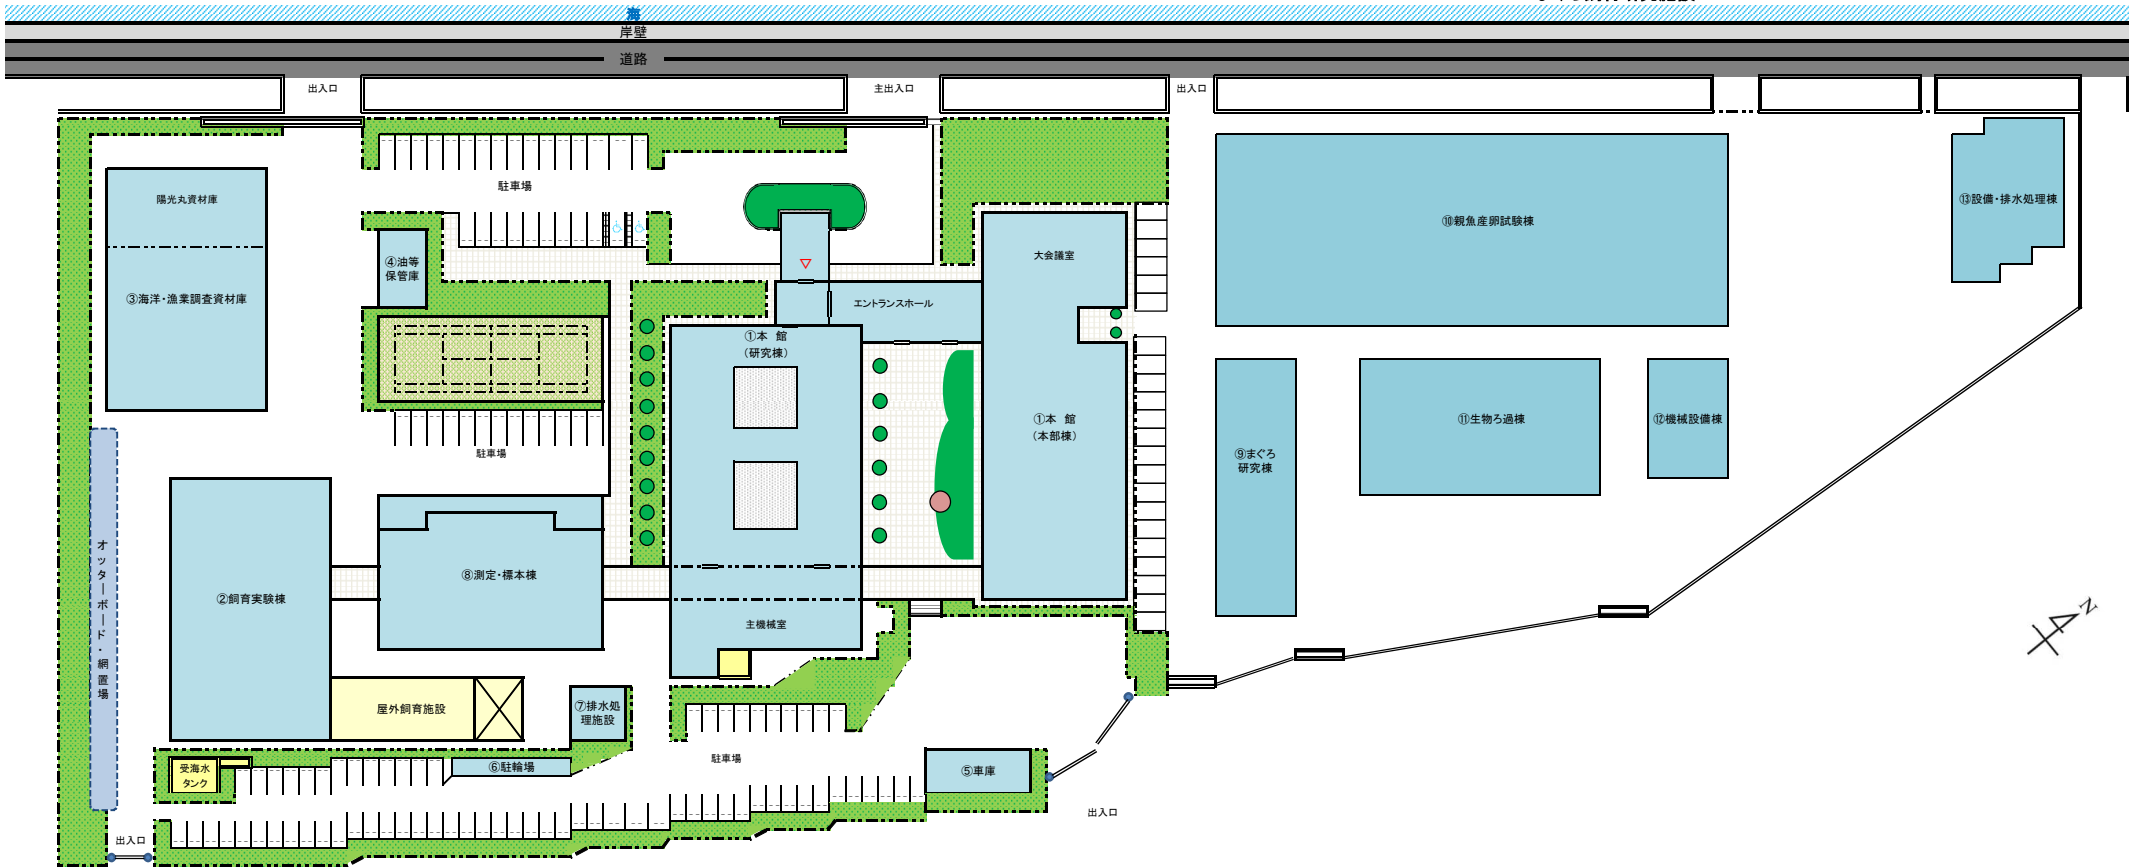 海
岸壁
道路
出入口
主出入口
出入口
陽光丸資材庫
③海洋・漁業調査資材庫
駐車場
④油等
保管庫
大会議室
エントランスホール
①本 館
(研究棟)
①本 館
(本部棟)
⑩親魚産卵試験棟
⑬設備・排水処理棟
⑨まぐろ
研究棟
⑪生物ろ過棟
⑫機械設備棟
駐車場
オッターボード・網置場
②飼育実験棟
⑧測定・標本棟
主機械室
屋外飼育施設
⑦排水処
理施設
受海水
タンク
⑥駐輪場
駐車場
⑤車庫
出入口
出入口
N